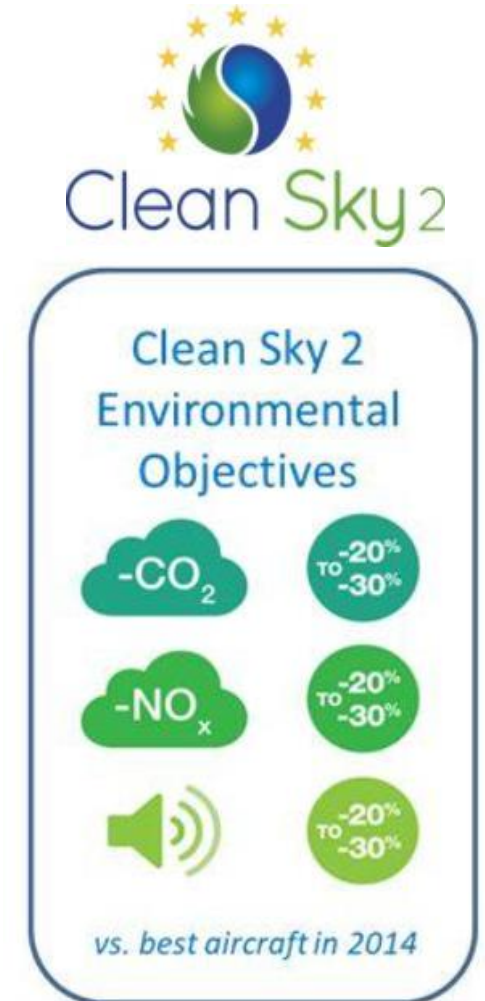 Clean Sky 2
Clean Sky 2
Environmental
Objectives
-CO₂
TO -20%
-30%
-NOₓ
TO -20%
-30%
TO -20%
-30%
vs. best aircraft in 2014